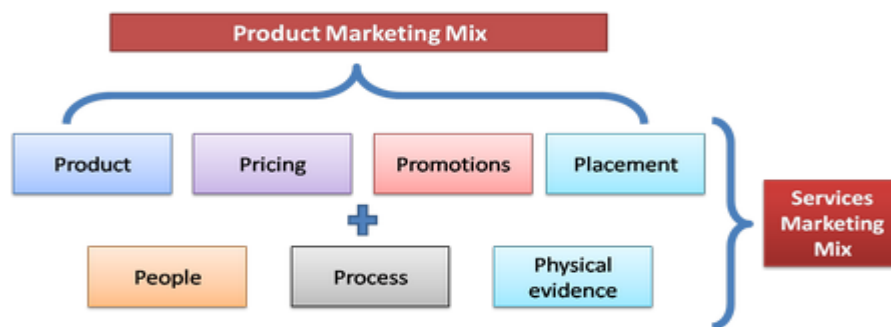 Product Marketing Mix
Product
Pricing
Promotions
Placement
People
Process
Physical
evidence
Services
Marketing
Mix